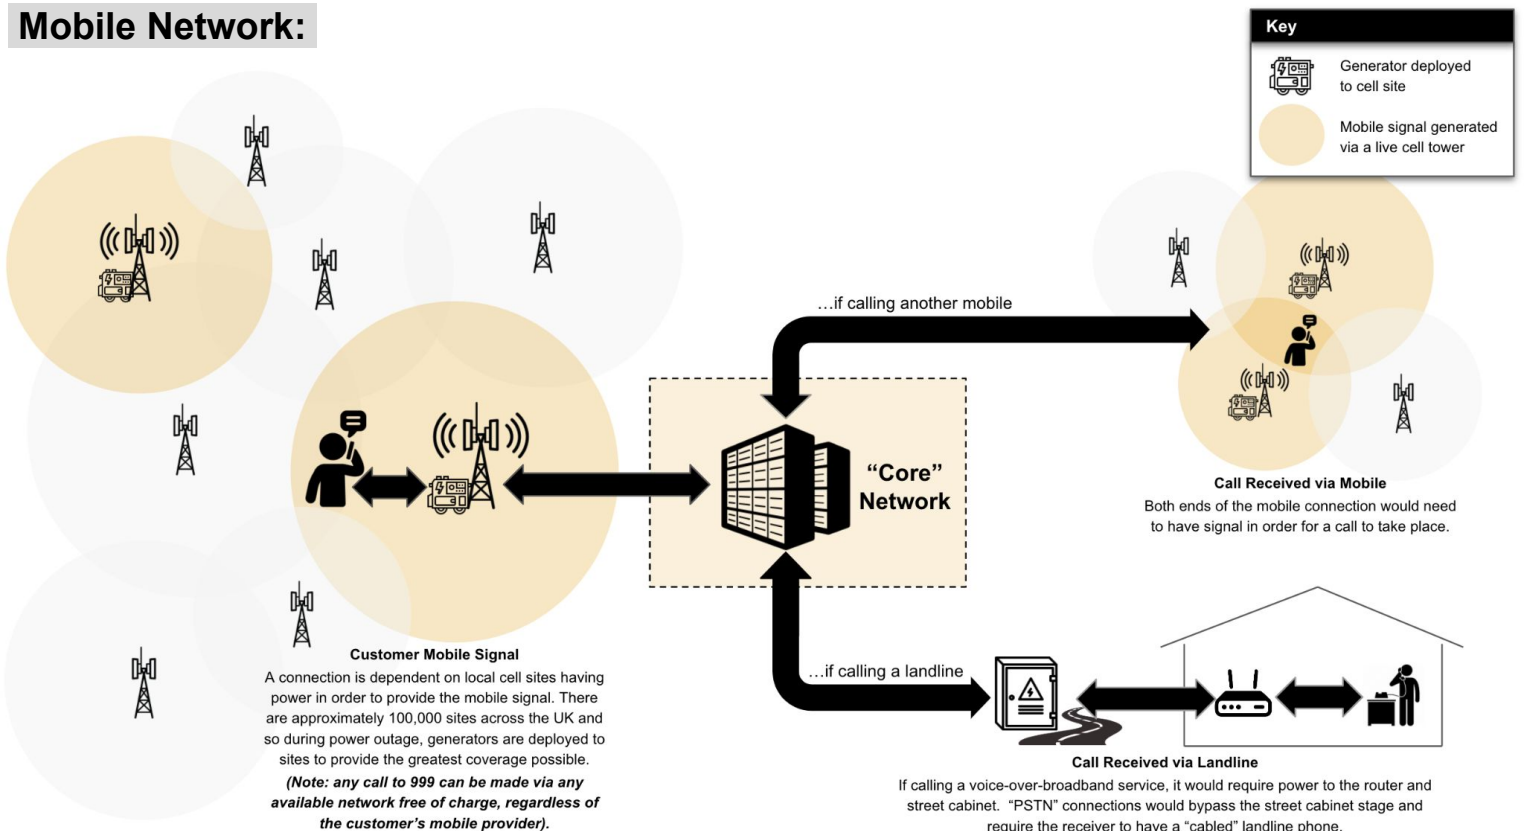 Mobile Network:
Key
Generator deployed
to cell site
Mobile signal generated
via a live cell tower
…if calling another mobile
“Core”
Network
Call Received via Mobile
Both ends of the mobile connection would need
to have signal in order for a call to take place.
Customer Mobile Signal
A connection is dependent on local cell sites having
power in order to provide the mobile signal. There
are approximately 100,000 sites across the UK and
so during power outage, generators are deployed to
sites to provide the greatest coverage possible.
(Note: any call to 999 can be made via any
available network free of charge, regardless of
the customer’s mobile provider).
…if calling a landline
Call Received via Landline
If calling a voice-over-broadband service, it would require power to the router and
street cabinet. “PSTN” connections would bypass the street cabinet stage and
require the receiver to have a “cabled” landline phone.